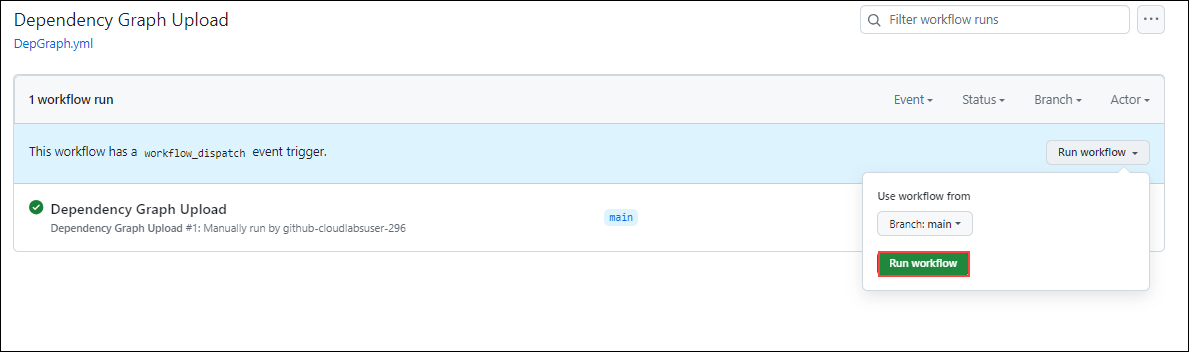 Dependency Graph Upload
Filter workflow runs
DepGraph.yml
1 workflow run
Event Status Branch Actor
This workflow has a workflow_dispatch event trigger.
Run workflow
Use workflow from
Branch: main
Run workflow
Dependency Graph Upload
main
Dependency Graph Upload #1: Manually run by github-cloudlabsuser-296